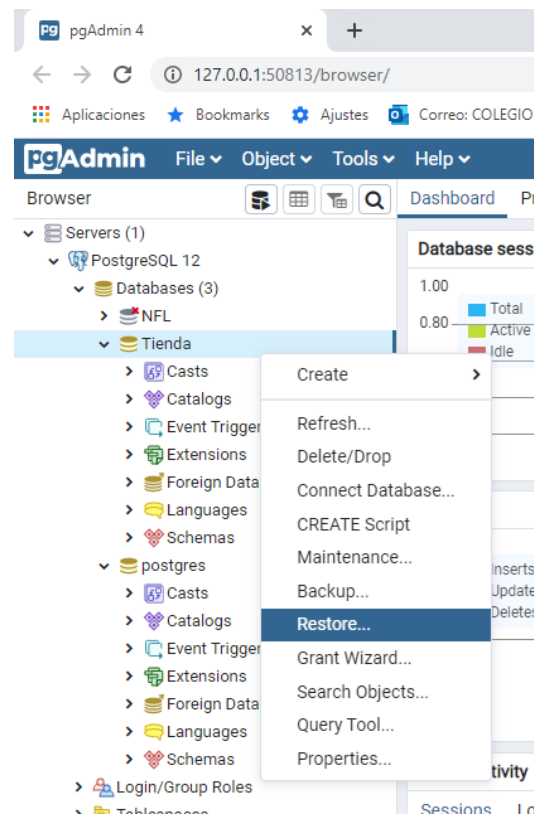 pgAdmin 4
127.0.0.1:50813/browser/
Aplicaciones Bookmarks Ajustes Correo: COLEGIO
pgAdmin File Object Tools Help
Browser Dashboard
Servers (1)
Database sess
PostgreSQL 12
Databases (3)
1.00
NFL
Total
0.80
Active
Tienda
Idle
Casts
Create
Catalogs
Event Trigger
Refresh...
Extensions
Delete/Drop
Foreign Data
Connect Database...
Languages
CREATE Script
Schemas
Maintenance...
postgres
Inserts
Casts
Backup...
Update
Catalogs
Restore...
Deletes
Event Trigger
Extensions
Grant Wizard...
Foreign Data
Search Objects...
Languages
Query Tool...
Schemas
Properties...
tivity
Login/Group Roles
Tablespaces
Sessions